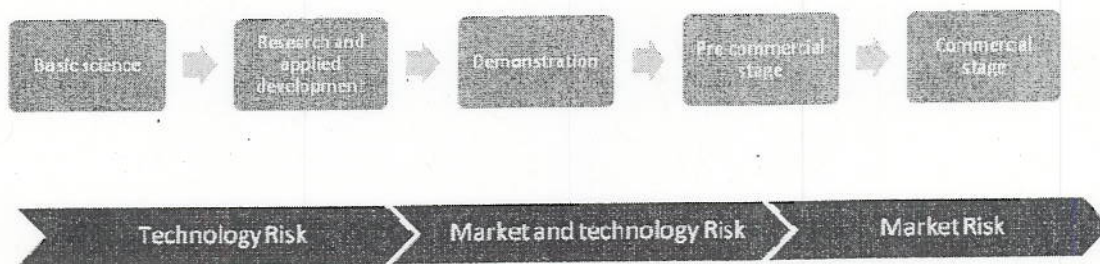 Basic science
Research and
applied
development
Demonstration
Pre commercial
stage
Commercial
stage
Technology Risk
Market and technology Risk
Market Risk